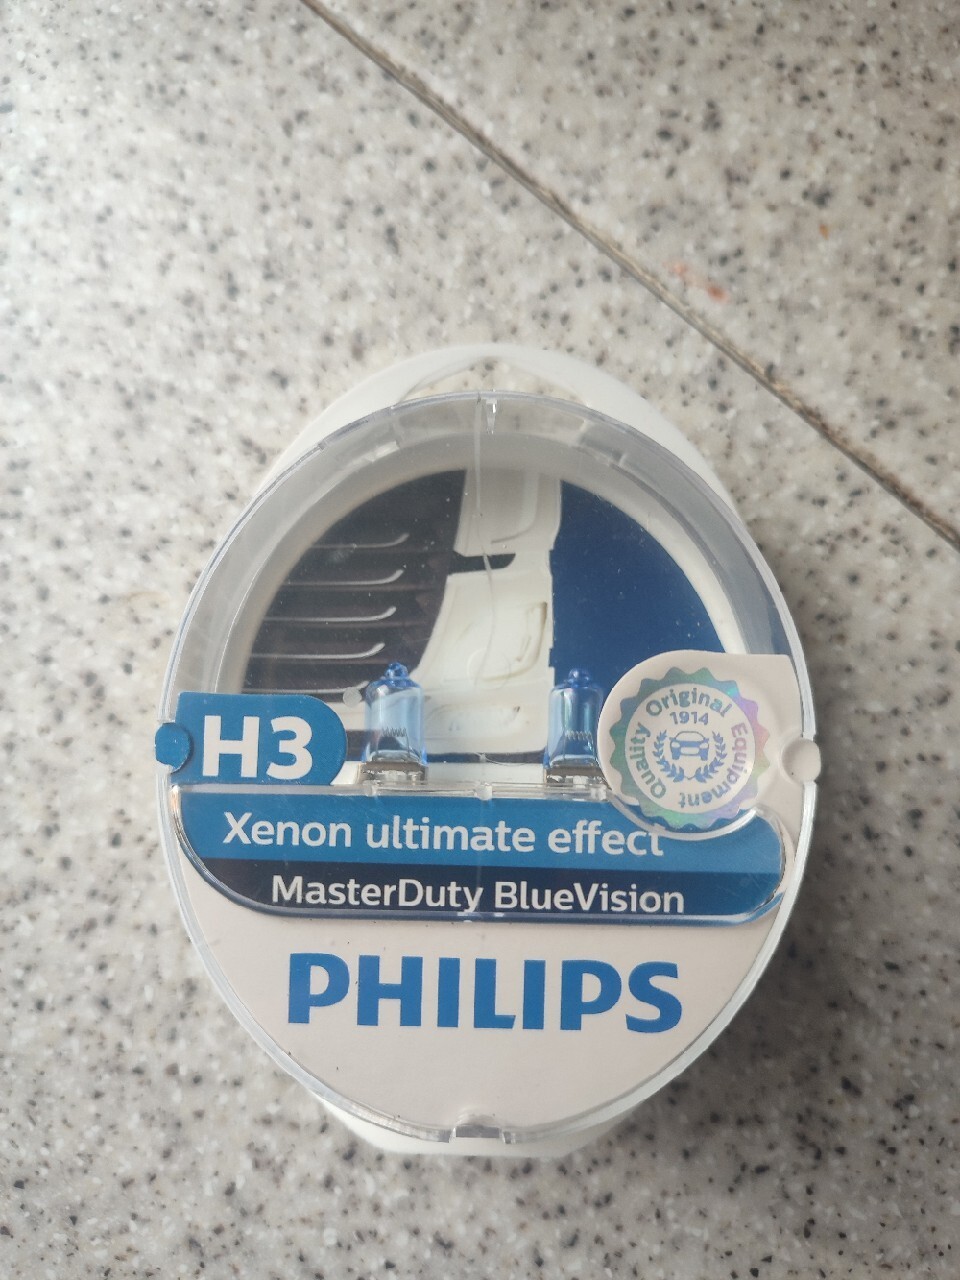 H3
Quality Original Equipment
1914
Xenon ultimate effect
MasterDuty BlueVision
PHILIPS